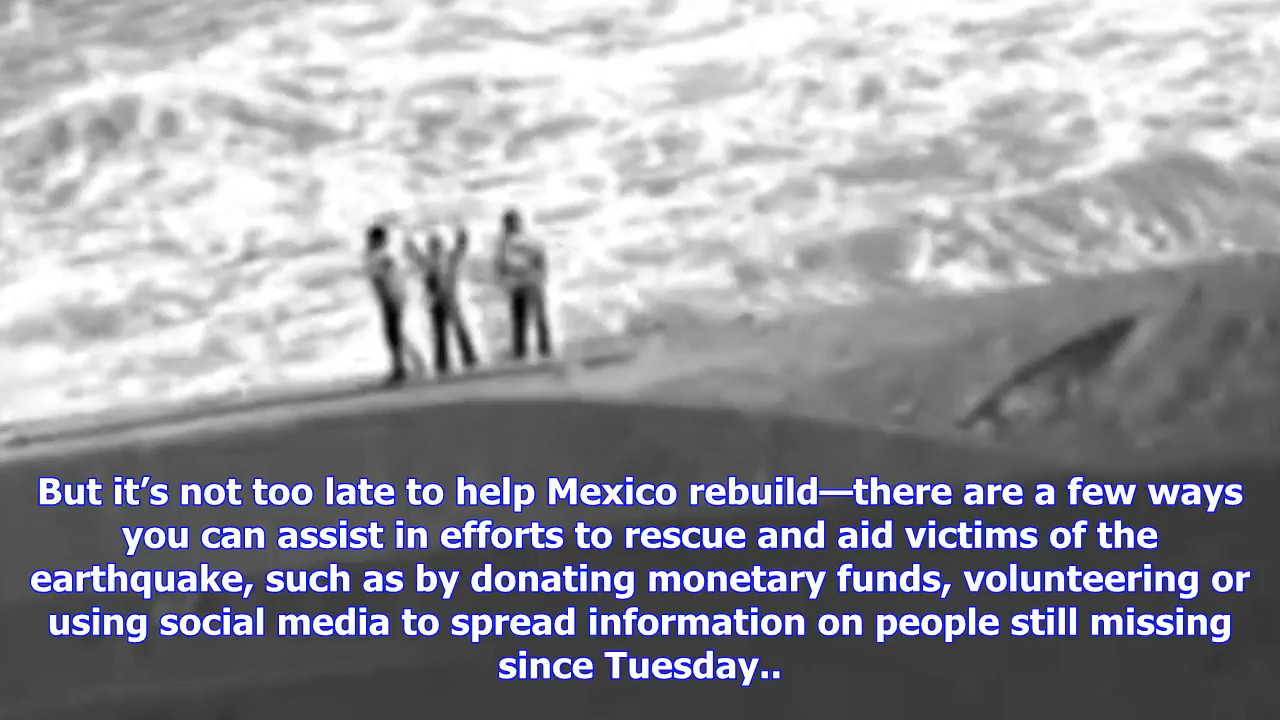 But it’s not too late to help Mexico rebuild—there are a few ways
you can assist in efforts to rescue and aid victims of the
earthquake, such as by donating monetary funds, volunteering or
using social media to spread information on people still missing
since Tuesday..